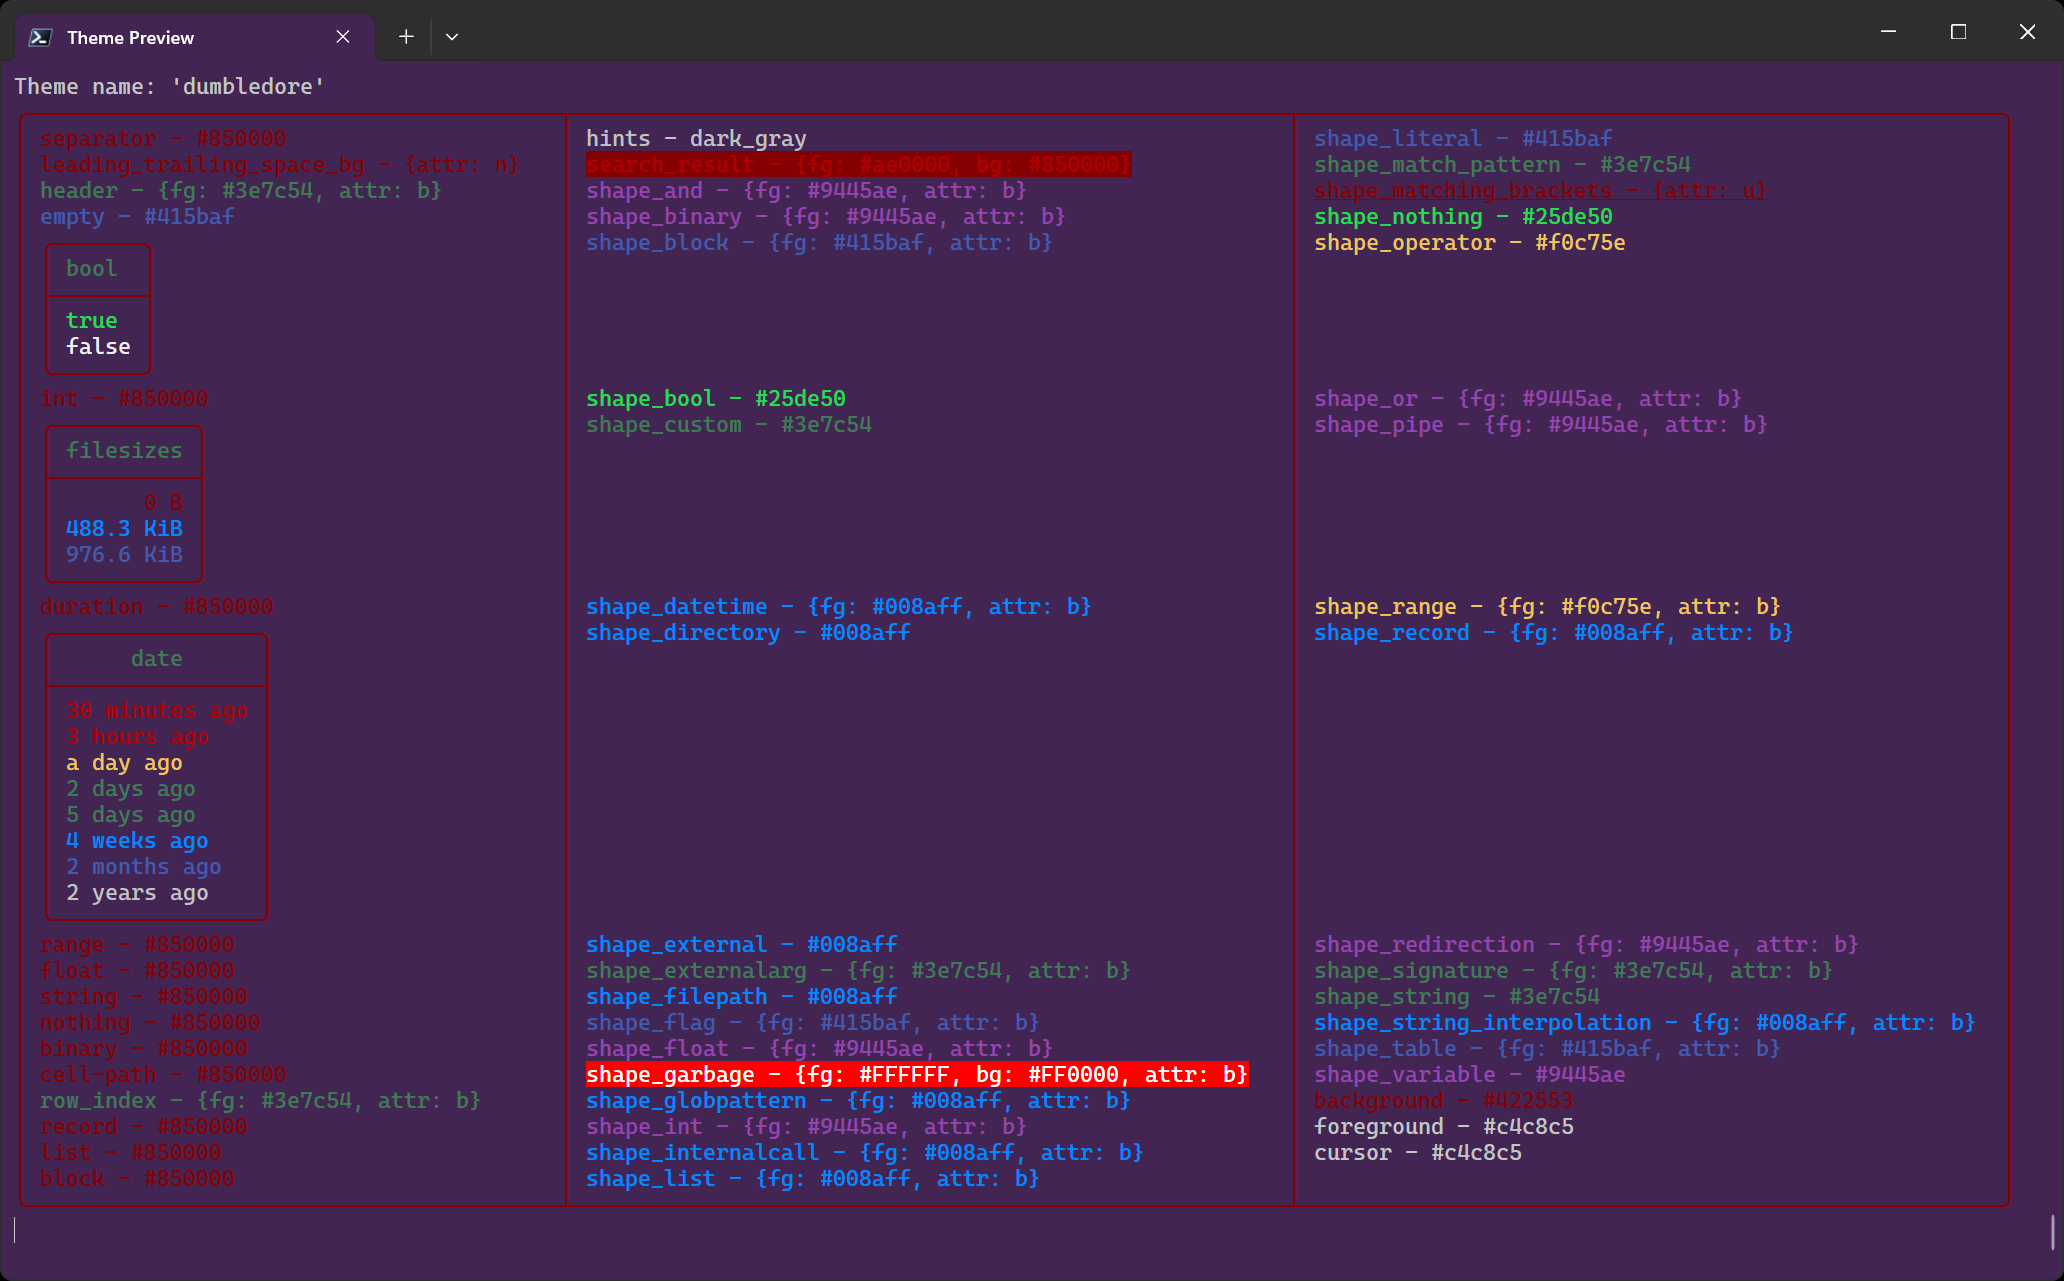 Theme Preview
Theme name: 'dumbledore'
separator - #850000
leading_trailing_space_bg - {attr: n}
header - {fg: #3e7c54, attr: b}
empty - #415baf
bool
true
false
int - #850000
filesizes
0 B
488.3 KiB
976.6 KiB
duration - #850000
date
30 minutes ago
3 hours ago
a day ago
2 days ago
5 days ago
4 weeks ago
2 months ago
2 years ago
range - #850000
float - #850000
string - #850000
nothing - #850000
binary - #850000
cell-path - #850000
row_index - {fg: #3e7c54, attr: b}
record - #850000
list - #850000
block - #850000
hints - dark_gray
search_result - {fg: #ae0000, bg: #850000}
shape_and - {fg: #9445ae, attr: b}
shape_binary - {fg: #9445ae, attr: b}
shape_block - {fg: #415baf, attr: b}
shape_bool - #25de50
shape_custom - #3e7c54
shape_datetime - {fg: #008aff, attr: b}
shape_directory - #008aff
shape_external - #008aff
shape_externalarg - {fg: #3e7c54, attr: b}
shape_filepath - #008aff
shape_flag - {fg: #415baf, attr: b}
shape_float - {fg: #9445ae, attr: b}
shape_garbage - {fg: #FFFFFF, bg: #FF0000, attr: b}
shape_globpattern - {fg: #008aff, attr: b}
shape_int - {fg: #9445ae, attr: b}
shape_internalcall - {fg: #008aff, attr: b}
shape_list - {fg: #008aff, attr: b}
shape_literal - #415baf
shape_match_pattern - #3e7c54
shape_matching_brackets - {attr: u}
shape_nothing - #25de50
shape_operator - #f0c75e
shape_or - {fg: #9445ae, attr: b}
shape_pipe - {fg: #9445ae, attr: b}
shape_range - {fg: #f0c75e, attr: b}
shape_record - {fg: #008aff, attr: b}
shape_redirection - {fg: #9445ae, attr: b}
shape_signature - {fg: #3e7c54, attr: b}
shape_string - #3e7c54
shape_string_interpolation - {fg: #008aff, attr: b}
shape_table - {fg: #415baf, attr: b}
shape_variable - #9445ae
background - #422553
foreground - #c4c8c5
cursor - #c4c8c5